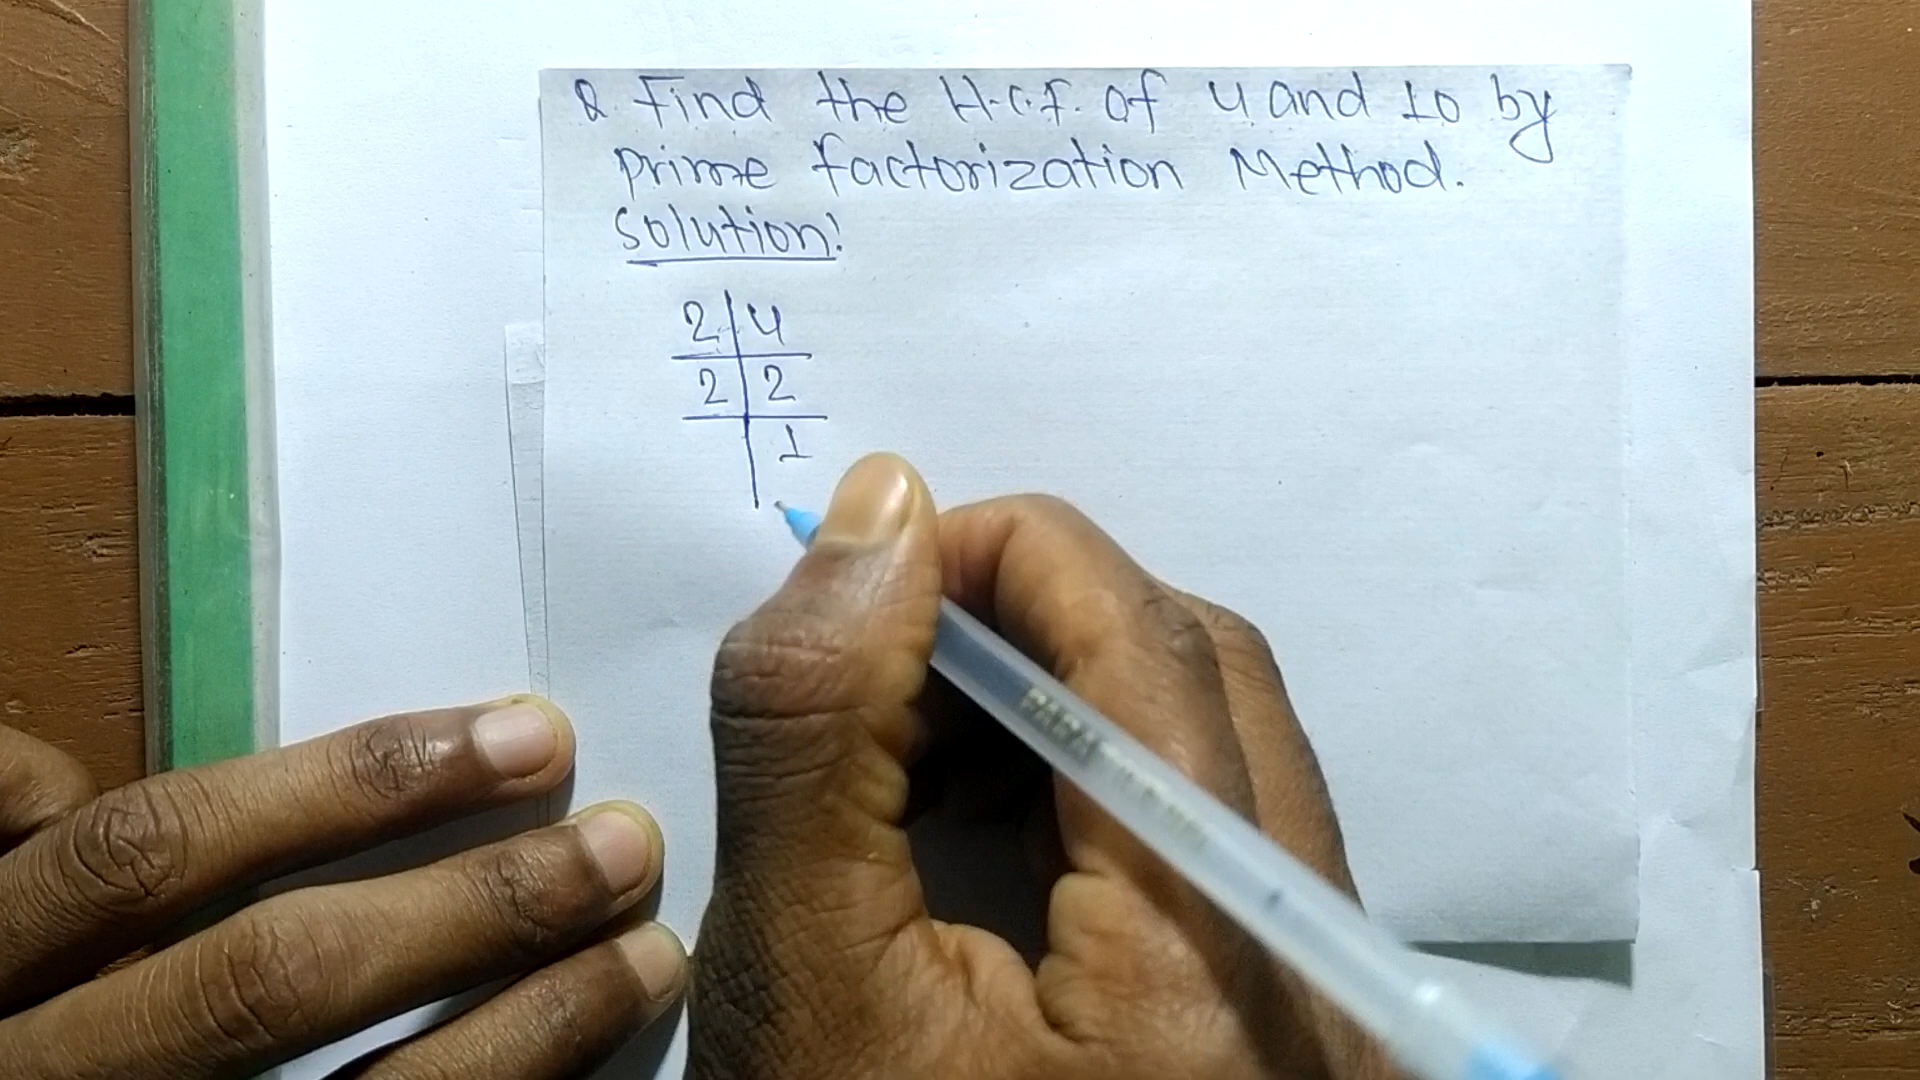 Q. Find the H.C.F. of 4 and 10 by
prime factorization Method.
Solution:
2 | 4
2 | 2
1